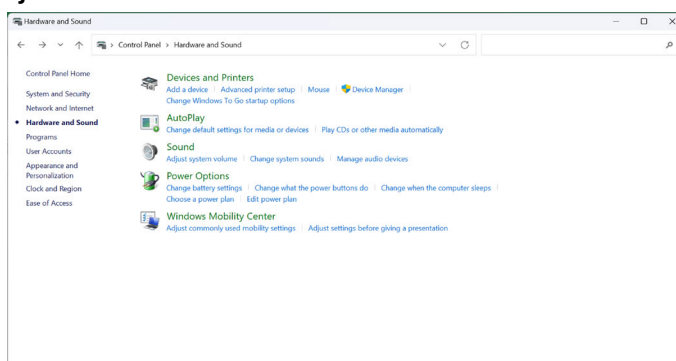 Hardware and Sound
Control Panel > Hardware and Sound
Control Panel Home
System and Security
Network and Internet
Hardware and Sound
Programs
User Accounts
Appearance and
Personalization
Clock and Region
Ease of Access
Devices and Printers
Add a device | Advanced printer setup | Mouse | Device Manager |
Change Windows To Go startup options
AutoPlay
Change default settings for media or devices | Play CDs or other media automatically
Sound
Adjust system volume | Change system sounds | Manage audio devices
Power Options
Change battery settings | Change what the power buttons do | Change when the computer sleeps |
Choose a power plan | Edit power plan
Windows Mobility Center
Adjust commonly used mobility settings | Adjust settings before giving a presentation